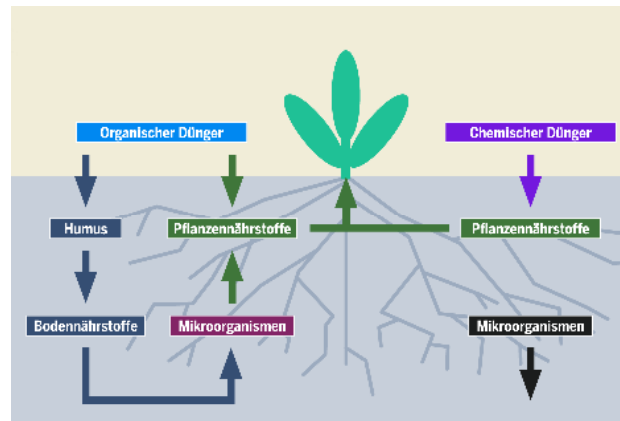 Organischer Dünger
Chemischer Dünger
Humus
Pflanzennährstoffe
Pflanzennährstoffe
Bodennährstoffe
Mikroorganismen
Mikroorganismen